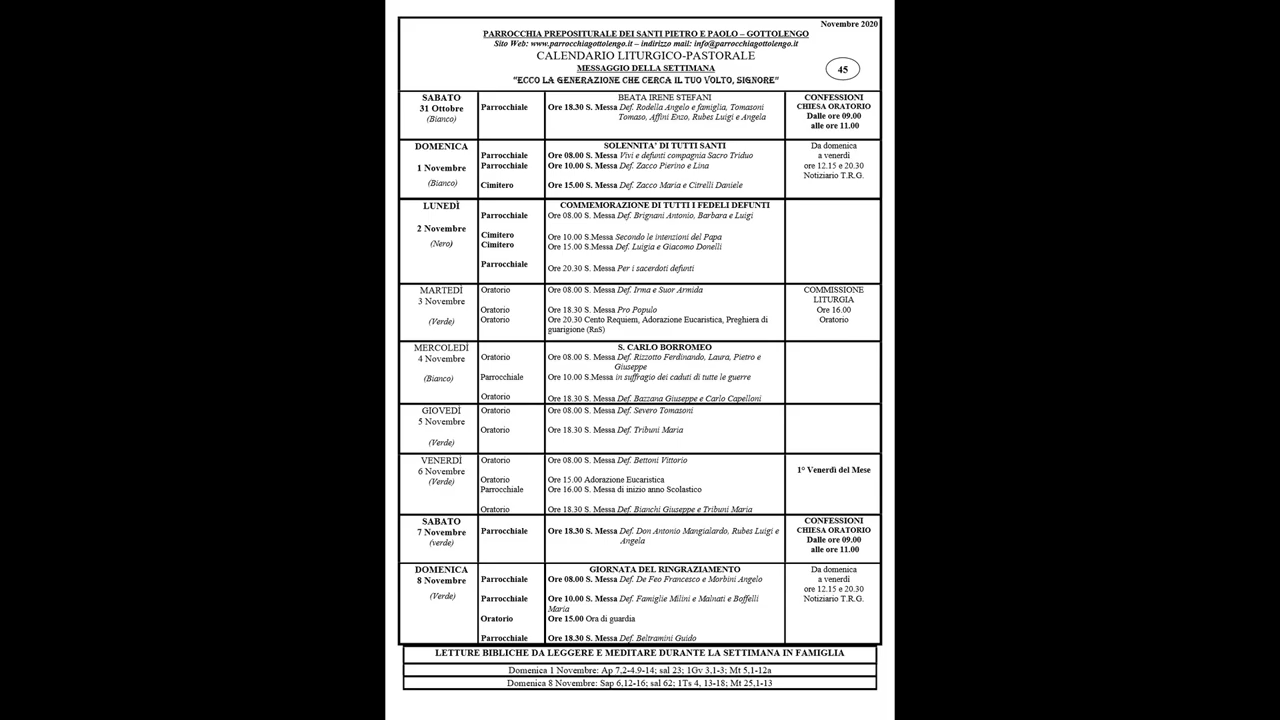 Novembre 2020
PARROCCHIA PREPOSITURALE DEI SANTI PIETRO E PAOLO – GOTTOLENGO
Sito Web: www.parrocchiagottolengo.it – indirizzo mail: info@parrocchiagottolengo.it
CALENDARIO LITURGICO-PASTORALE
MESSAGGIO DELLA SETTIMANA
45
"ECCO LA GENERAZIONE CHE CERCA IL TUO VOLTO, SIGNORE"
SABATO
31 Ottobre
(Bianco)
Parrocchiale
BEATA IRENE STEFANI
Ore 18.30 S. Messa Def. Rodella Angelo e famiglia, Tomasoni
Tomaso, Affini Enzo, Rubes Luigi e Angela
CONFESSIONI
CHIESA ORATORIO
Dalle ore 09.00
alle ore 11.00
DOMENICA
1 Novembre
(Bianco)
Parrocchiale
Parrocchiale
Cimitero
SOLENNITA' DI TUTTI SANTI
Ore 08.00 S. Messa Vivi e defunti compagnia Sacro Triduo
Ore 10.00 S. Messa Def. Zacco Pierino e Lina
Ore 15.00 S. Messa Def. Zacco Maria e Citrelli Daniele
Da domenica
a venerdi
ore 12.15 e 20.30
Notiziario T.R.G.
LUNEDÌ
2 Novembre
(Nero)
Parrocchiale
Cimitero
Cimitero
Parrocchiale
COMMEMORAZIONE DI TUTTI I FEDELI DEFUNTI
Ore 08.00 S. Messa Def. Brignani Antonio, Barbara e Luigi
Ore 10.00 S.Messa Secondo le intenzioni del Papa
Ore 15.00 S.Messa Def. Luigia e Giacomo Donelli
Ore 20.30 S. Messa Per i sacerdoti defunti
MARTEDÌ
3 Novembre
(Verde)
Oratorio
Oratorio
Oratorio
Ore 08.00 S. Messa Def. Irma e Suor Armida
Ore 18.30 S. Messa Pro Populo
Ore 20.30 Cento Requiem, Adorazione Eucaristica, Preghiera di
guarigione (RnS)
COMMISSIONE
LITURGIA
Ore 16.00
Oratorio
MERCOLEDÌ
4 Novembre
(Bianco)
Oratorio
Parrocchiale
Oratorio
S. CARLO BORROMEO
Ore 08.00 S. Messa Def. Rizzotto Ferdinando, Laura, Pietro e
Giuseppe
Ore 10.00 S.Messa in suffragio dei caduti di tutte le guerre
Ore 18.30 S. Messa Def. Bazzana Giuseppe e Carlo Capelloni
GIOVEDÌ
5 Novembre
(Verde)
Oratorio
Oratorio
Ore 08.00 S. Messa Def. Severo Tomasoni
Ore 18.30 S. Messa Def. Tribuni Maria
VENERDÌ
6 Novembre
(Verde)
Oratorio
Oratorio
Parrocchiale
Oratorio
Ore 08.00 S. Messa Def. Bettoni Vittorio
Ore 15.00 Adorazione Eucaristica
Ore 16.00 S. Messa di inizio anno Scolastico
Ore 18.30 S. Messa Def. Bianchi Giuseppe e Tribuni Maria
1° Venerdì del Mese
SABATO
7 Novembre
(verde)
Parrocchiale
Ore 18.30 S. Messa Def. Don Antonio Mangialardo, Rubes Luigi e
Angela
CONFESSIONI
CHIESA ORATORIO
Dalle ore 09.00
alle ore 11.00
DOMENICA
8 Novembre
(Verde)
Parrocchiale
Parrocchiale
Oratorio
Parrocchiale
GIORNATA DEL RINGRAZIAMENTO
Ore 08.00 S. Messa Def. De Feo Francesco e Morbini Angelo
Ore 10.00 S. Messa Def. Famiglie Milini e Malnati e Boffelli
Maria
Ore 15.00 Ora di guardia
Ore 18.30 S. Messa Def. Beltramini Guido
Da domenica
a venerdi
ore 12.15 e 20.30
Notiziario T.R.G.
LETTURE BIBLICHE DA LEGGERE E MEDITARE DURANTE LA SETTIMANA IN FAMIGLIA
Domenica 1 Novembre: Ap 7,2-4.9-14; sal 23; 1Gv 3,1-3; Mt 5,1-12a
Domenica 8 Novembre: Sap 6,12-16; sal 62; 1Ts 4, 13-18; Mt 25,1-13